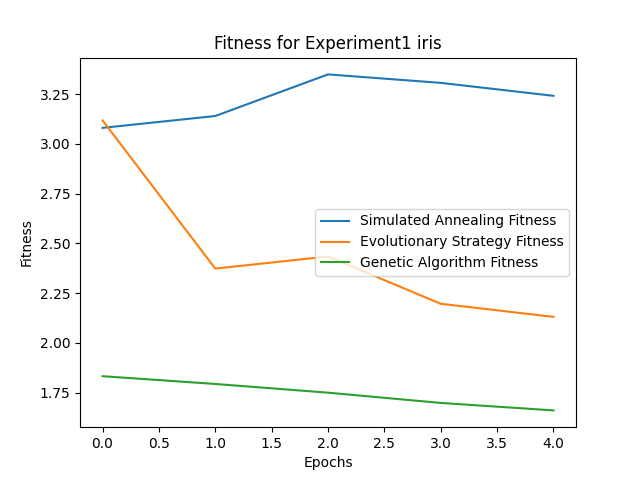 Fitness for Experiment1 iris
Fitness
3.25
3.00
2.75
2.50
2.25
2.00
1.75
Simulated Annealing Fitness
Evolutionary Strategy Fitness
Genetic Algorithm Fitness
0.0 0.5 1.0 1.5 2.0 2.5 3.0 3.5 4.0
Epochs